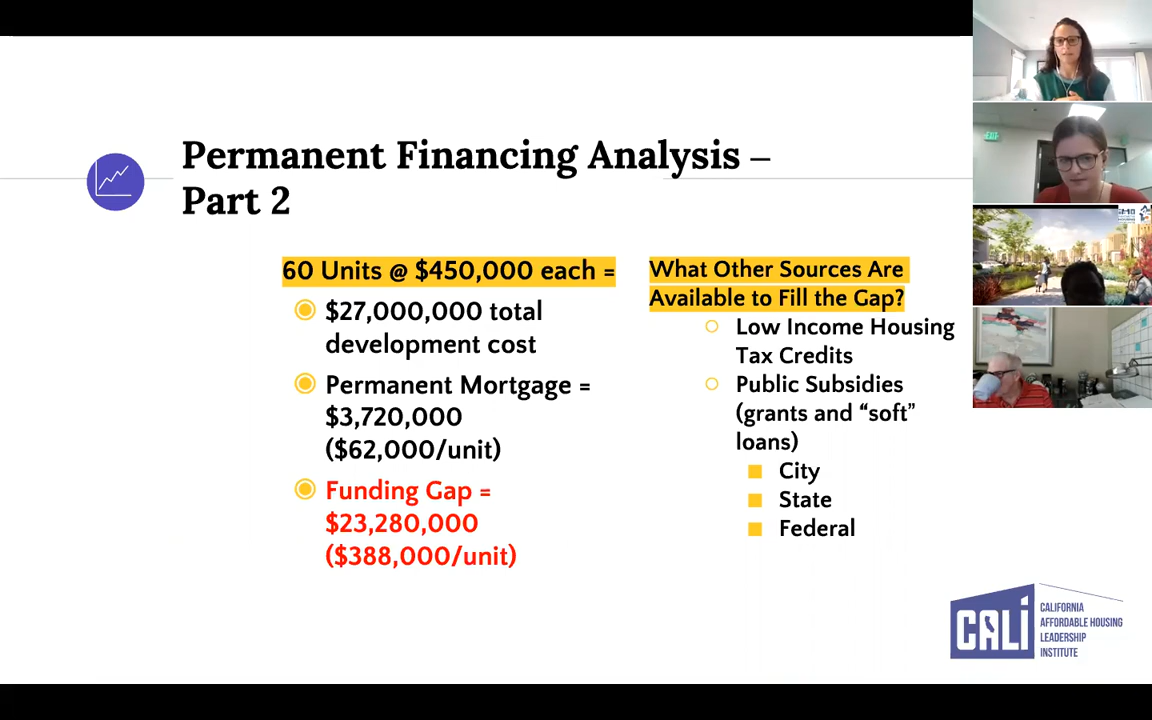 Permanent Financing Analysis –
Part 2
60 Units @ $450,000 each =
$27,000,000 total
development cost
Permanent Mortgage =
$3,720,000
($62,000/unit)
Funding Gap =
$23,280,000
($388,000/unit)
What Other Sources Are
Available to Fill the Gap?
Low Income Housing
Tax Credits
Public Subsidies
(grants and “soft”
loans)
City
State
Federal
CALI
CALIFORNIA
AFFORDABLE HOUSING
LEADERSHIP
INSTITUTE
EXIT